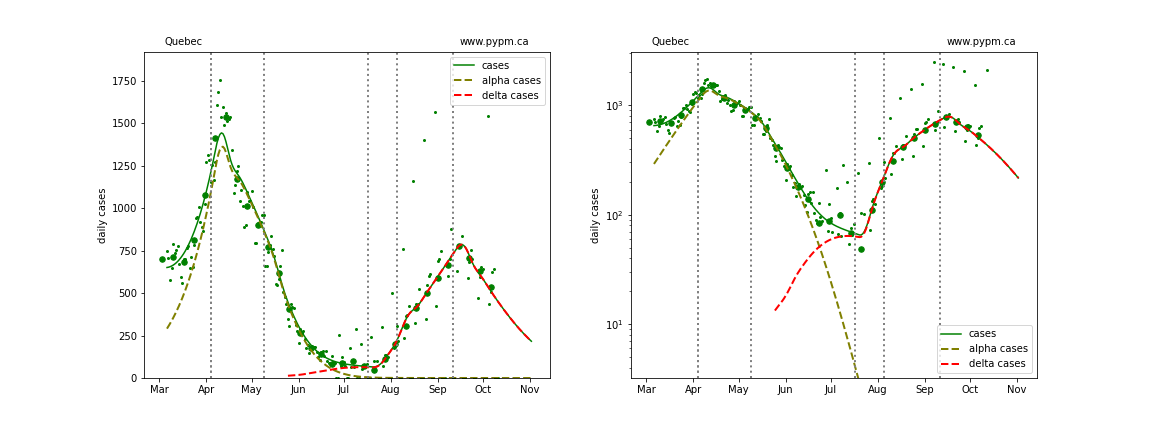 Quebec www.pypm.ca
cases
alpha cases
delta cases
daily cases
1750
1500
1250
1000
750
500
250
0
Mar Apr May Jun Jul Aug Sep Oct Nov
Quebec www.pypm.ca
daily cases
10³
10²
10¹
cases
alpha cases
delta cases
Mar Apr May Jun Jul Aug Sep Oct Nov